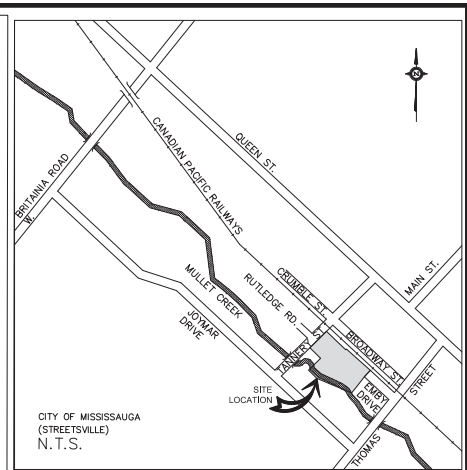 N
QUEEN ST.
CANADIAN PACIFIC RAILWAYS
BRITAINIA ROAD
W.
MAIN ST.
CRUMBLE ST.
RUTLEDGE RD.
MULLET CREEK
JOYMAR
DRIVE
BROADWAY ST.
TANNERY ST
SITE
LOCATION
EMBY
DRIVE
THOMAS STREET
CITY OF MISSISSAUGA
(STREETSVILLE)
N.T.S.